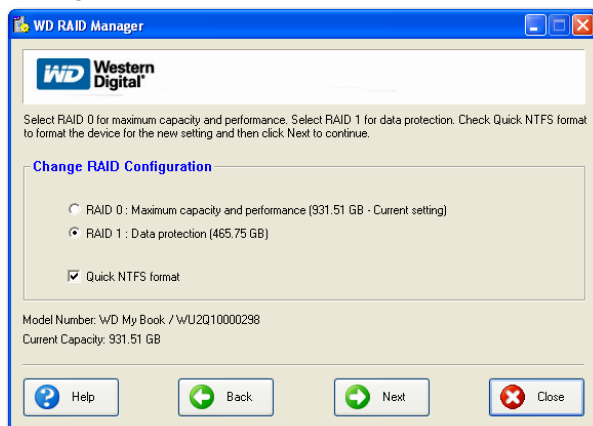 WD RAID Manager
WD Western
Digital
Select RAID 0 for maximum capacity and performance. Select RAID 1 for data protection. Check Quick NTFS format
to format the device for the new setting and then click Next to continue.
Change RAID Configuration
RAID 0 : Maximum capacity and performance (931.51 GB - Current setting)
RAID 1 : Data protection (465.75 GB)
Quick NTFS format
Model Number: WD My Book / WU2Q10000298
Current Capacity: 931.51 GB
Help Back Next Close